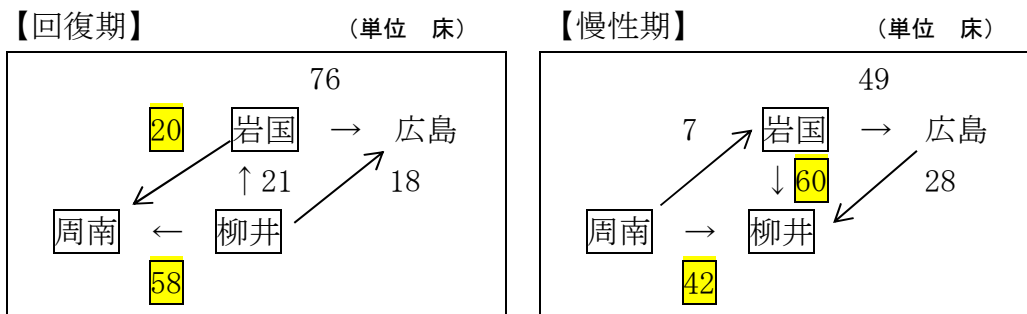 【回復期】 （単位 床）
76
20 岩国 → 広島
↑ 21 18
周南 ← 柳井
58
【慢性期】 （単位 床）
49
7 岩国 → 広島
↓ 60 28
周南 → 柳井
42